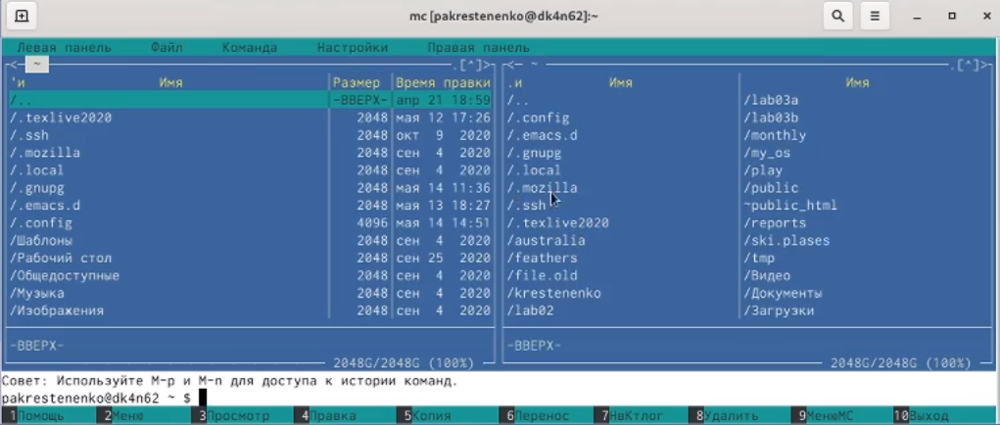 mc [pakrestenenko@dk4n62]:~
Левая панель Файл Команда Настройки Правая панель
<- ~ .[^]>
'и Имя Размер Время правки
/.. -ВВЕРХ- апр 21 18:59
/.texlive2020 2048 мая 12 17:26
/.ssh 2048 окт 9 2020
/.mozilla 2048 сен 4 2020
/.local 2048 сен 4 2020
/.gnupg 2048 мая 14 11:36
/.emacs.d 2048 мая 13 18:27
/.config 4096 мая 14 14:51
/Шаблоны 2048 сен 4 2020
/Рабочий стол 2048 сен 25 2020
/Общедоступные 2048 сен 4 2020
/Музыка 2048 сен 4 2020
/Изображения 2048 сен 4 2020
-ВВЕРХ-
2048G/2048G (100%)
<- ~ .[^]>
.и Имя Имя
/.. /lab03a
/.config /lab03b
/.emacs.d /monthly
/.gnupg /my_os
/.local /play
/.mozilla /public
/.ssh ~public_html
/.texlive2020 /reports
/australia /ski.plases
/feathers /tmp
/file.old /Видео
/krestenenko /Документы
/lab02 /Загрузки
-ВВЕРХ-
2048G/2048G (100%)
Совет: Используйте M-p и M-n для доступа к истории команд.
pakrestenenko@dk4n62 ~ $
1Помощь 2Меню 3Просмотр 4Правка 5Копия 6Перенос 7НвКтлог 8Удалить 9МенюMC 10Выход